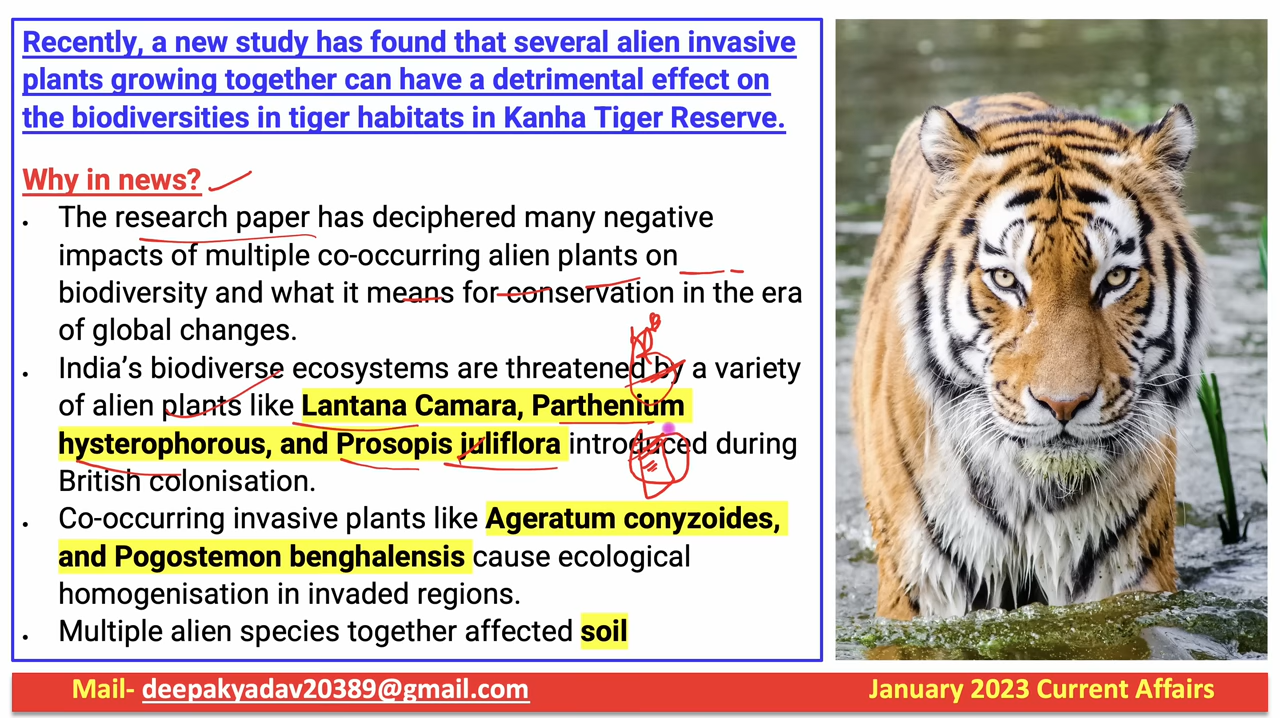 Recently, a new study has found that several alien invasive
plants growing together can have a detrimental effect on
the biodiversities in tiger habitats in Kanha Tiger Reserve.
Why in news?
• The research paper has deciphered many negative
impacts of multiple co-occurring alien plants on
biodiversity and what it means for conservation in the era
of global changes.
• India's biodiverse ecosystems are threatened by a variety
of alien plants like Lantana Camara, Parthenium
hysterophorous, and Prosopis juliflora introduced during
British colonisation.
• Co-occurring invasive plants like Ageratum conyzoides,
and Pogostemon benghalensis cause ecological
homogenisation in invaded regions.
• Multiple alien species together affected soil
Mail- deepakyadav20389@gmail.com
January 2023 Current Affairs